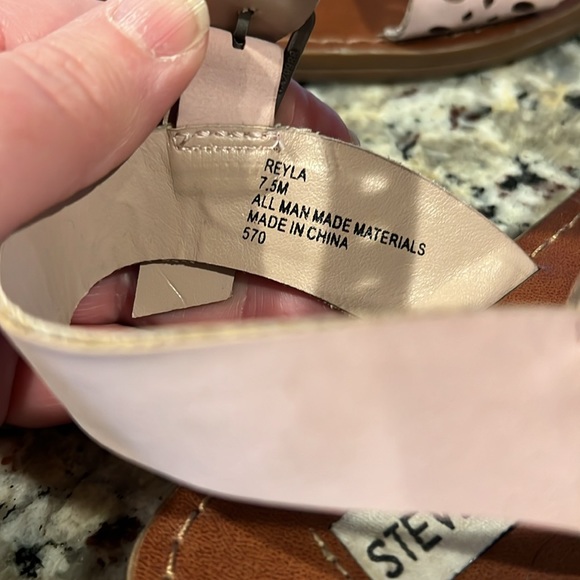 REYLA
7.5M
ALL MAN MADE MATERIALS
MADE IN CHINA
570